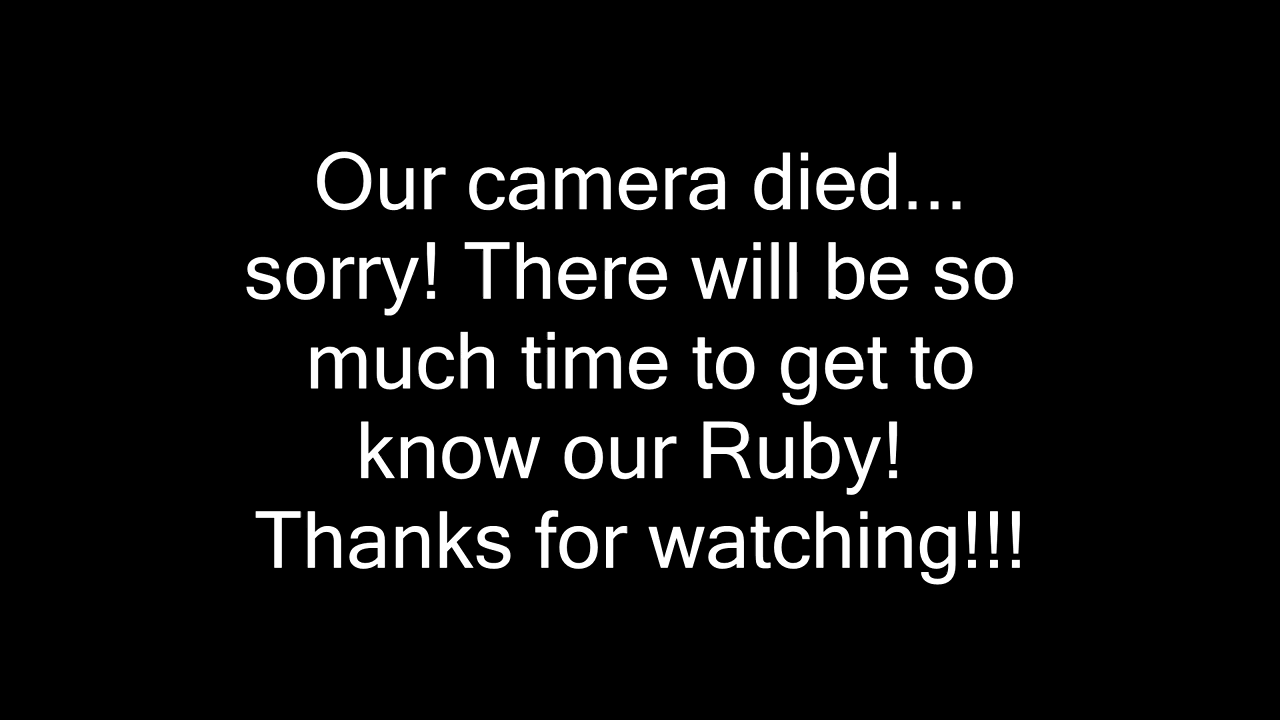 Our camera died...
sorry! There will be so
much time to get to
know our Ruby!
Thanks for watching!!!